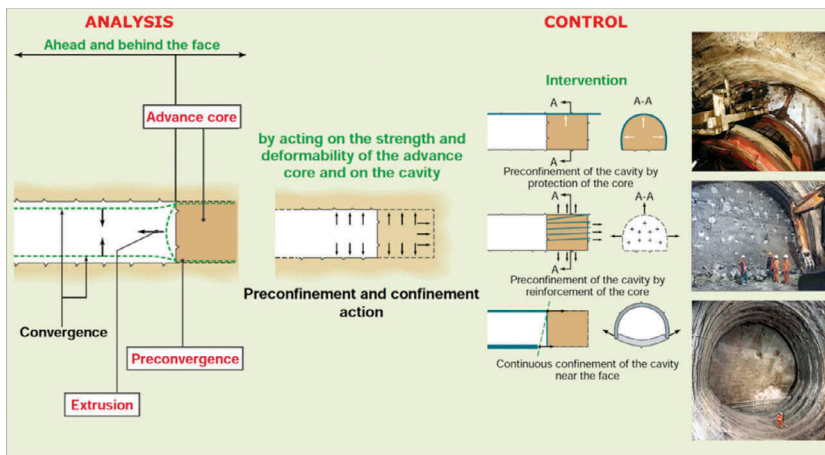 ANALYSIS
Ahead and behind the face
Advance core
Convergence
Preconvergence
Extrusion
by acting on the strength and
deformability of the advance
core and on the cavity
Preconfinement and confinement
action
CONTROL
Intervention
A
A-A
A
Preconfinement of the cavity by
protection of the core
A
A-A
A
Preconfinement of the cavity by
reinforcement of the core
Continuous confinement of the cavity
near the face